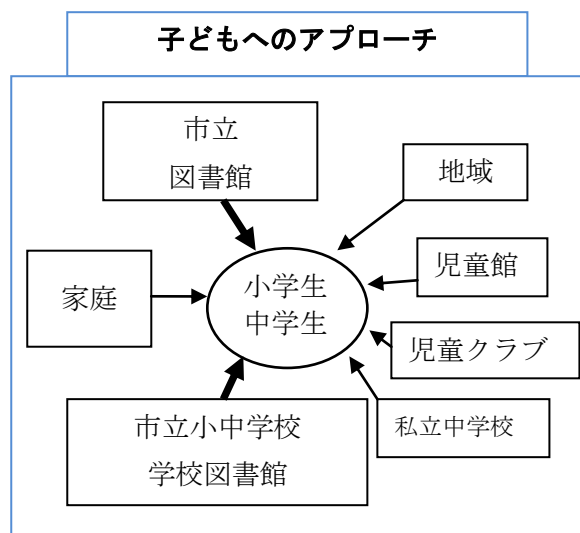 子どもへのアプローチ
市立
図書館
地域
児童館
家庭
小学生
中学生
児童クラブ
市立小中学校
学校図書館
私立中学校